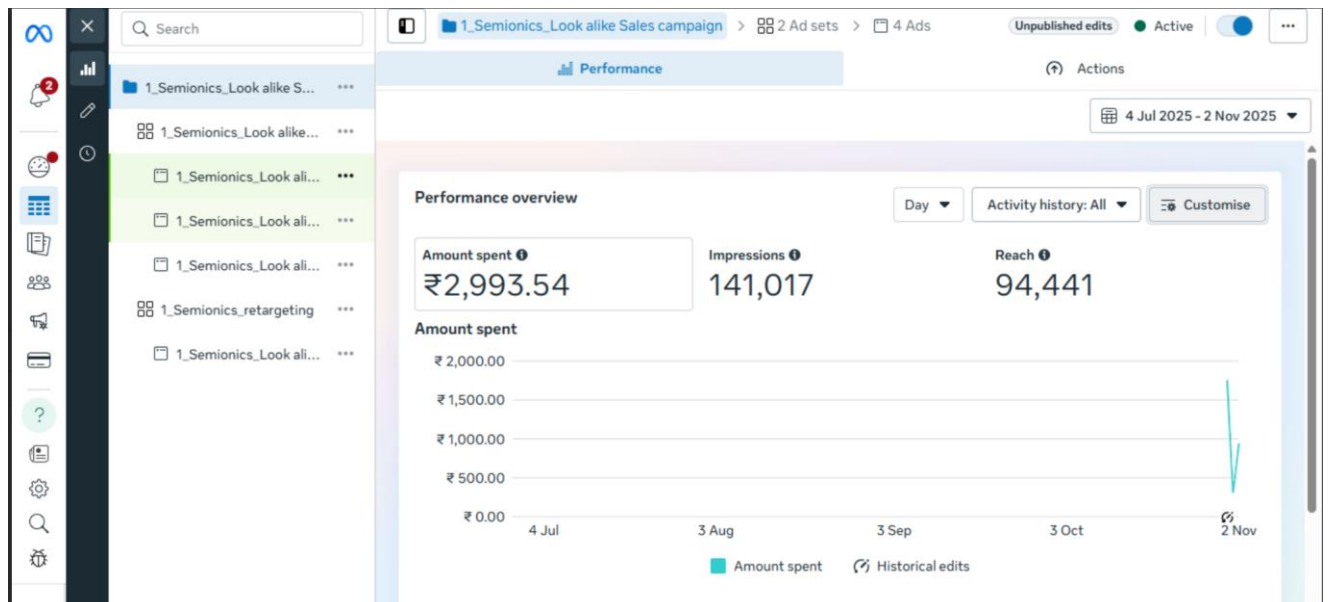 Search
1_Semionics_Look alike Sales campaign > 2 Ad sets > 4 Ads
Unpublished edits
Active
2
1_Semionics_Look alike S...
1_Semionics_Look alike...
1_Semionics_Look ali...
1_Semionics_Look ali...
1_Semionics_Look ali...
1_Semionics_retargeting
1_Semionics_Look ali...
?
Performance
Actions
4 Jul 2025 - 2 Nov 2025
Performance overview
Day
Activity history: All
Customise
Amount spent
₹2,993.54
Impressions
141,017
Reach
94,441
Amount spent
₹ 2,000.00
₹ 1,500.00
₹ 1,000.00
₹ 500.00
₹ 0.00
4 Jul 3 Aug 3 Sep 3 Oct 2 Nov
Amount spent Historical edits